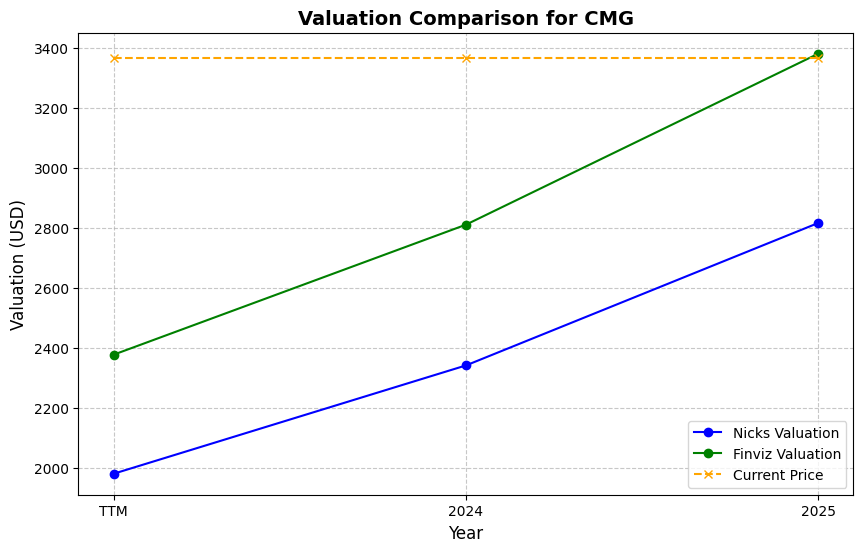 Valuation Comparison for CMG
Valuation (USD)
3400
3200
3000
2800
2600
2400
2200
2000
TTM
2024
2025
Year
Nicks Valuation
Finviz Valuation
Current Price